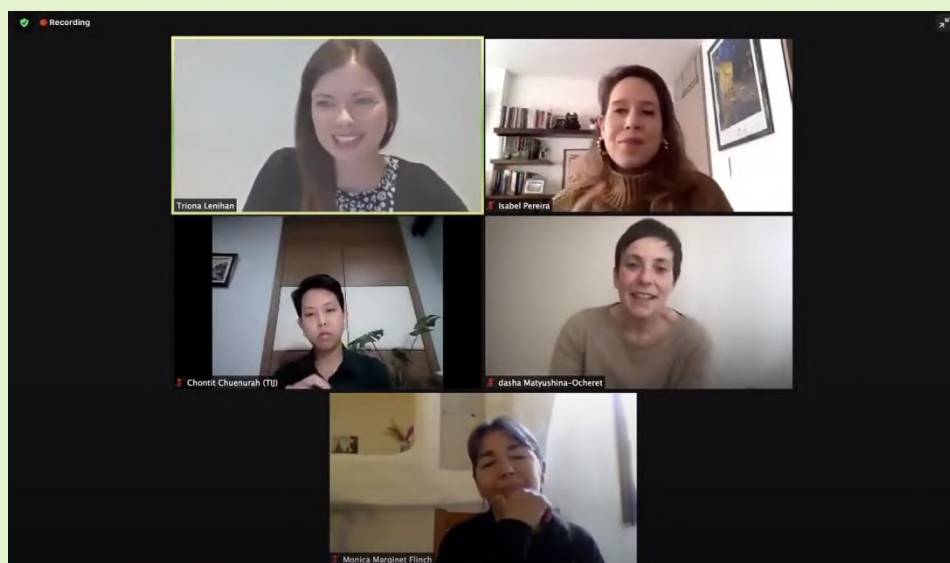 Recording
Triona Lenihan
Isabel Pereira
Chontit Chuenurah (TIJ)
dasha Matyushina-Ocheret
Monica Marginet Flinch